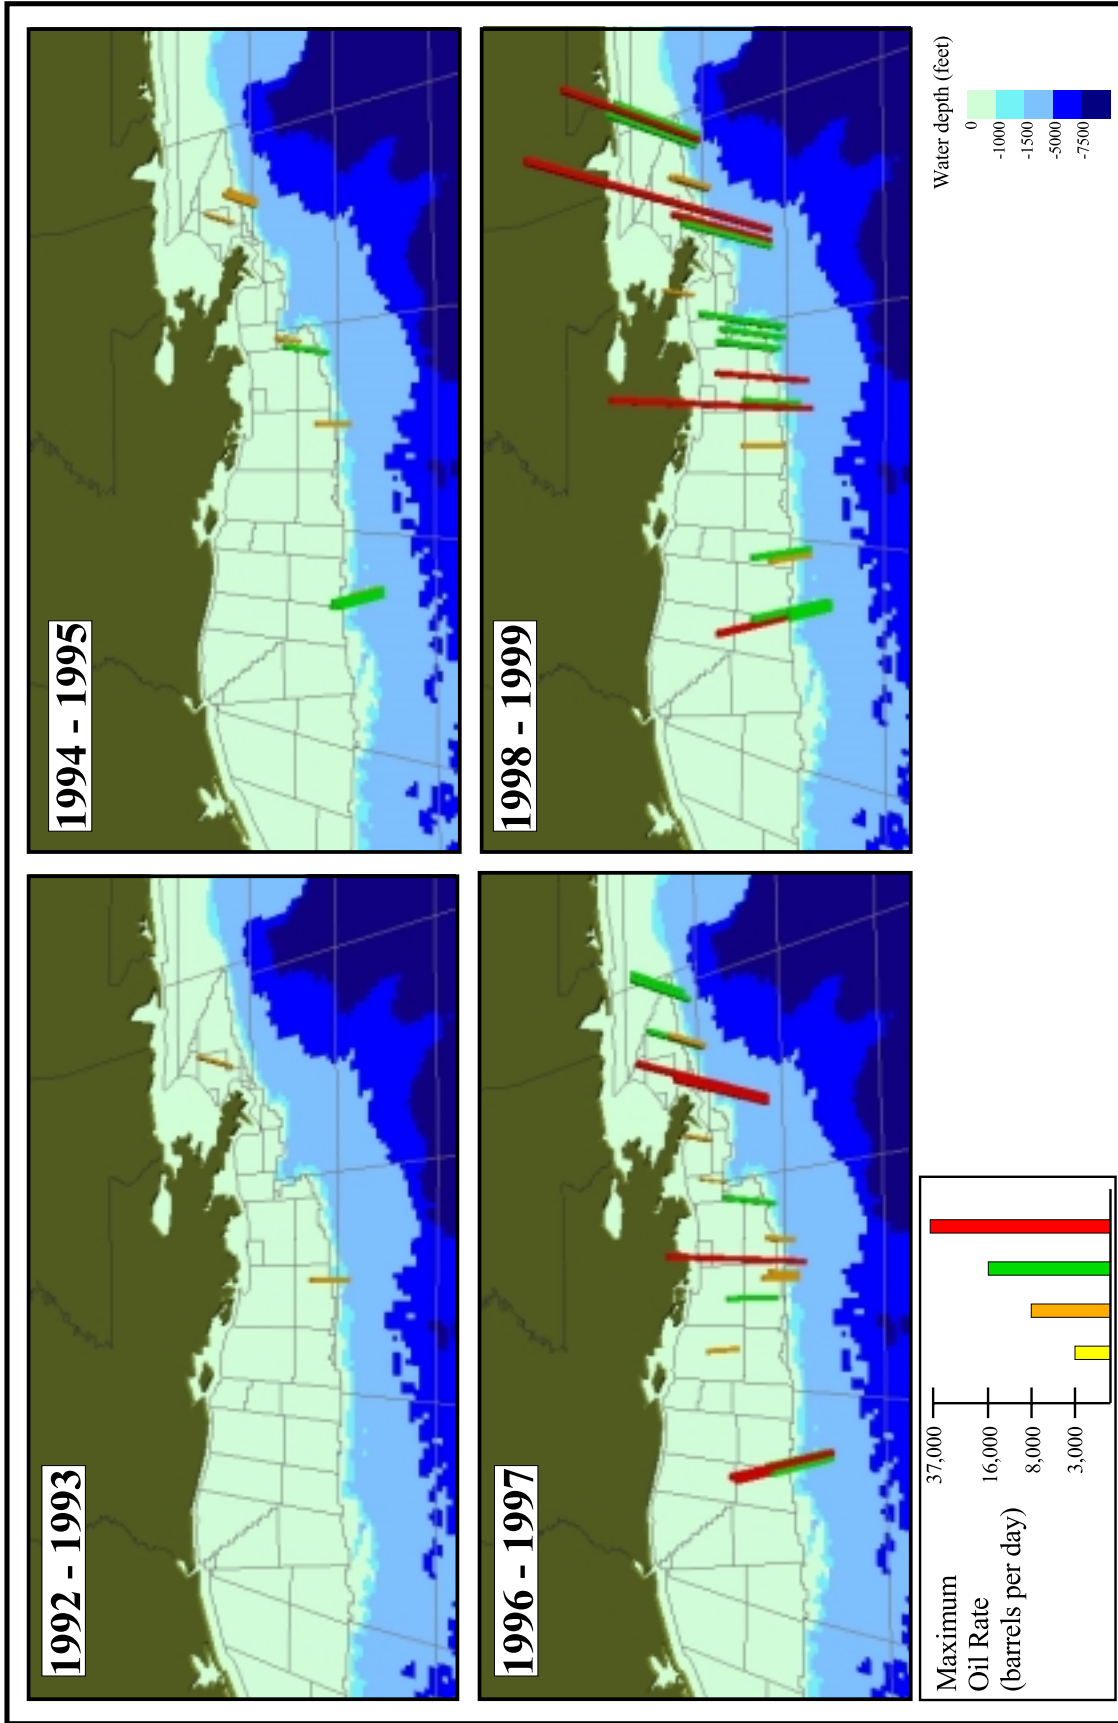 1992 - 1993
1994 - 1995
1996 - 1997
1998 - 1999
Maximum
Oil Rate
(barrels per day)
37,000
16,000
8,000
3,000
Water depth (feet)
0
-1000
-1500
-5000
-7500